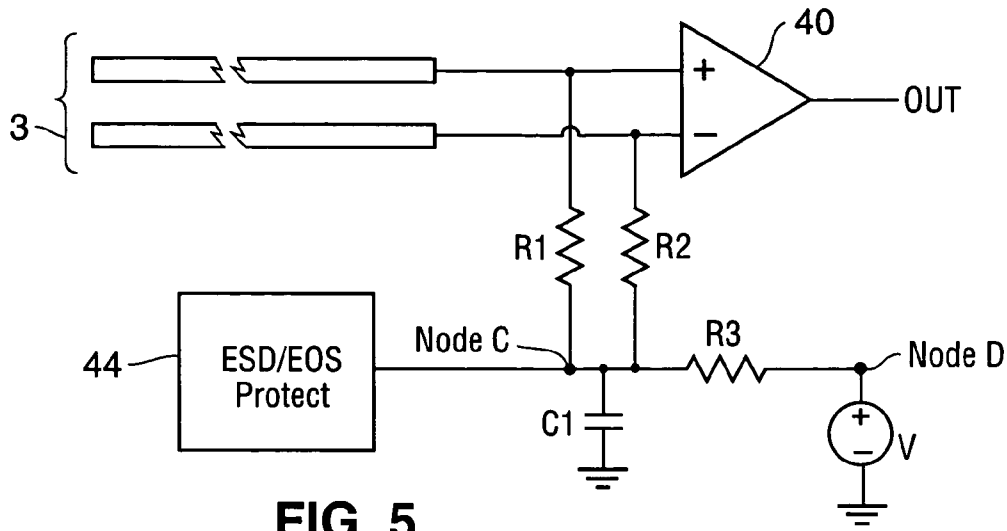 40
3
+
−
OUT
R1
R2
R3
44
ESD/EOS
Protect
Node C
Node D
C1
+
−
V
FIG. 5